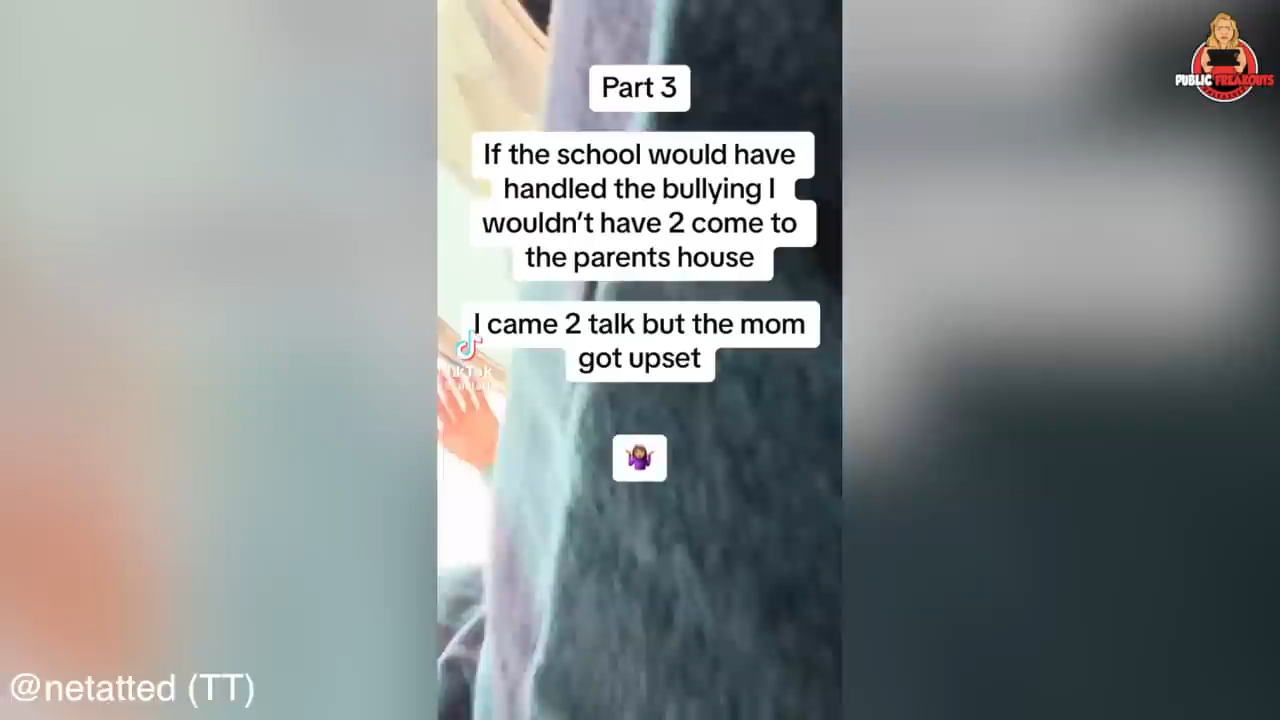 PUBLIC FREAKOUTS
Part 3
If the school would have
handled the bullying I
wouldn’t have 2 come to
the parents house
I came 2 talk but the mom
got upset
@netatted (TT)